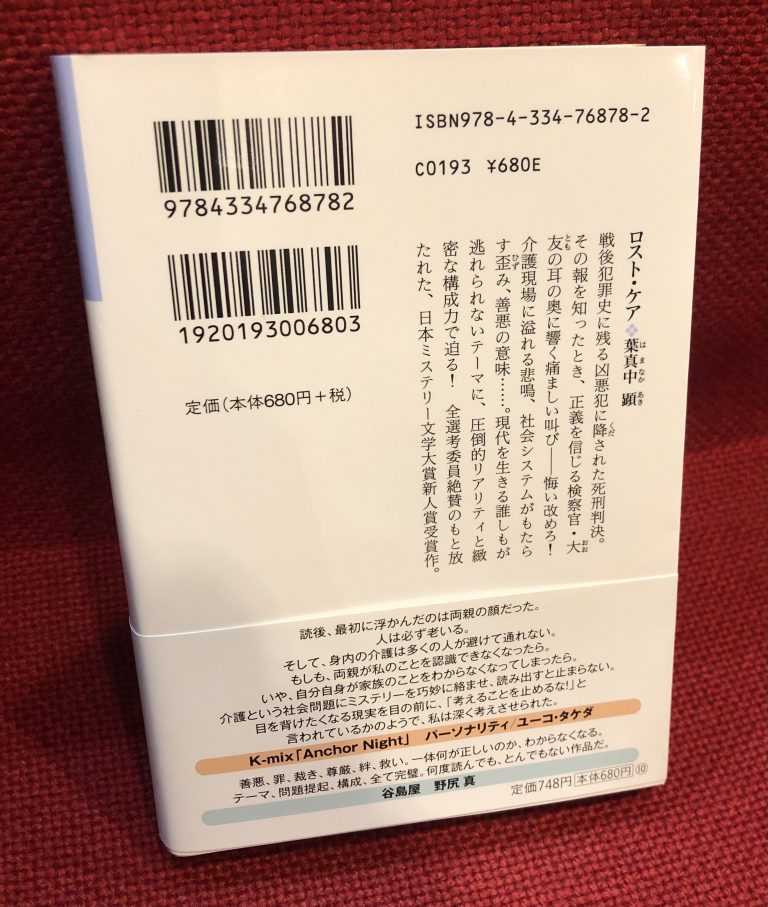 ISBN978-4-334-76878-2
C0193 ¥680E
9784334768782
1920193006803
定価(本体680円+税)
ロスト・ケア❖葉真中 顕
はまなか あき
戦後犯罪史に残る凶悪犯に降された死刑判決。
くだ
その報を知ったとき、正義を信じる検察官・大
おお
友の耳の奥に響く痛ましい叫び――悔い改めろ!
とも
介護現場に溢れる悲鳴、社会システムがもたら
す歪み、善悪の意味……。現代を生きる誰しもが
ひず
逃れられないテーマに、圧倒的リアリティと緻
密な構成力で迫る! 全選考委員絶賛のもと放
たれた、日本ミステリー文学大賞新人賞受賞作。
読後、最初に浮かんだのは両親の顔だった。
人は必ず老いる。
そして、身内の介護は多くの人が避けて通れない。
もしも、両親が私のことを認識できなくなったら。
いや、自分自身が家族のことをわからなくなってしまったら。
介護という社会問題にミステリーを巧妙に絡ませ、読み出すと止まらない。
目を背けたくなる現実を目の前に、「考えることを止めるな!」と
言われているかのようで、私は深く考えさせられた。
K-mix「Anchor Night」 パーソナリティ/ユーコ・タケダ
善悪、罪、裁き、尊厳、絆、救い。一体何が正しいのか、わからなくなる。
テーマ、問題提起、構成、全て完璧。何度読んでも、とんでもない作品だ。
谷島屋 野尻 真
定価748円 本体680円 ⑩